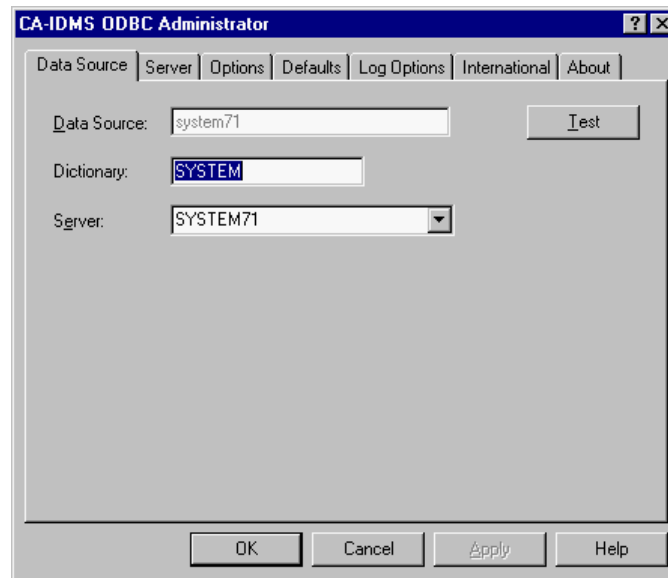 CA-IDMS ODBC Administrator ? X
Data Source Server Options Defaults Log Options International About
Data Source: system71 Test
Dictionary: SYSTEM
Server: SYSTEM71
OK Cancel Apply Help